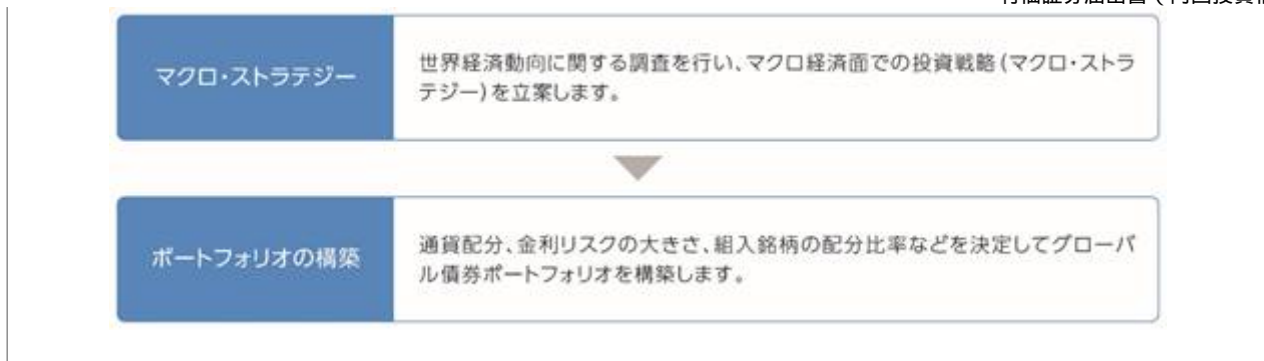 マクロ・ストラテジー
世界経済動向に関する調査を行い、マクロ経済面での投資戦略(マクロ・ストラ
テジー)を立案します。
ポートフォリオの構築
通貨配分、金利リスクの大きさ、組入銘柄の配分比率などを決定してグローバ
ル債券ポートフォリオを構築します。